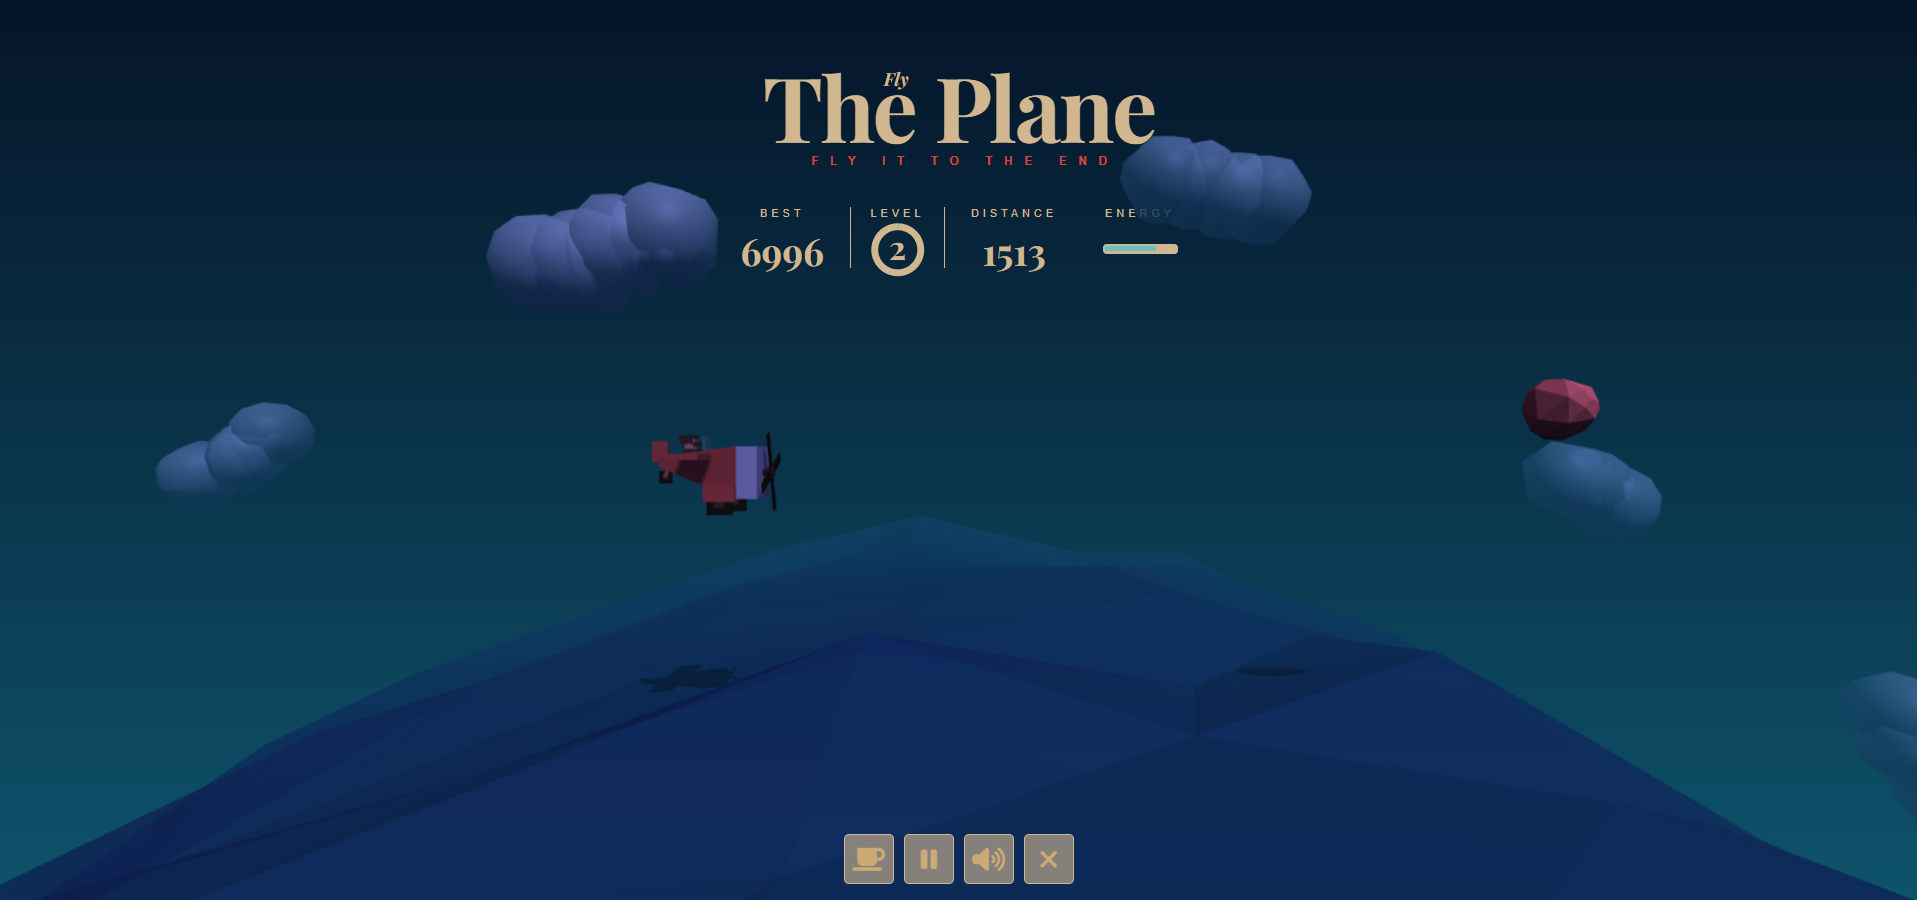 Fly
The Plane
FLY IT TO THE END
BEST LEVEL DISTANCE ENERGY
6996 2 1513